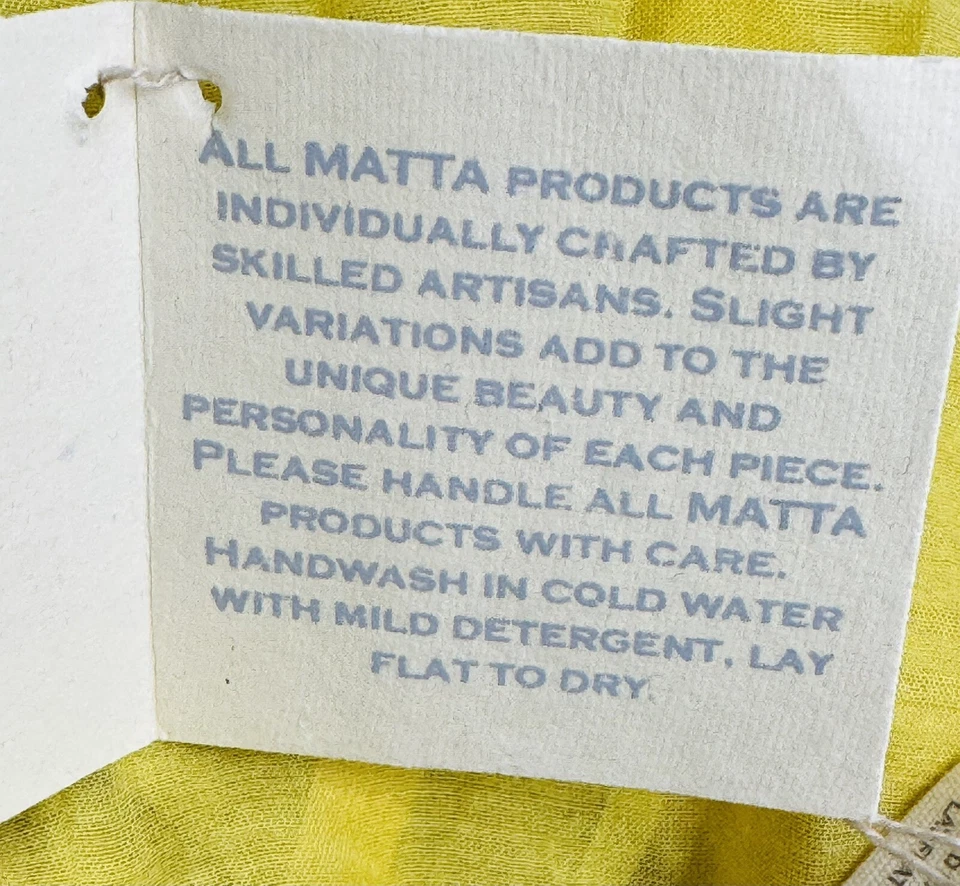 ALL MATTA PRODUCTS ARE
INDIVIDUALLY CRAFTED BY
SKILLED ARTISANS. SLIGHT
VARIATIONS ADD TO THE
UNIQUE BEAUTY AND
PERSONALITY OF EACH PIECE.
PLEASE HANDLE ALL MATTA
PRODUCTS WITH CARE.
HANDWASH IN COLD WATER
WITH MILD DETERGENT, LAY
FLAT TO DRY.